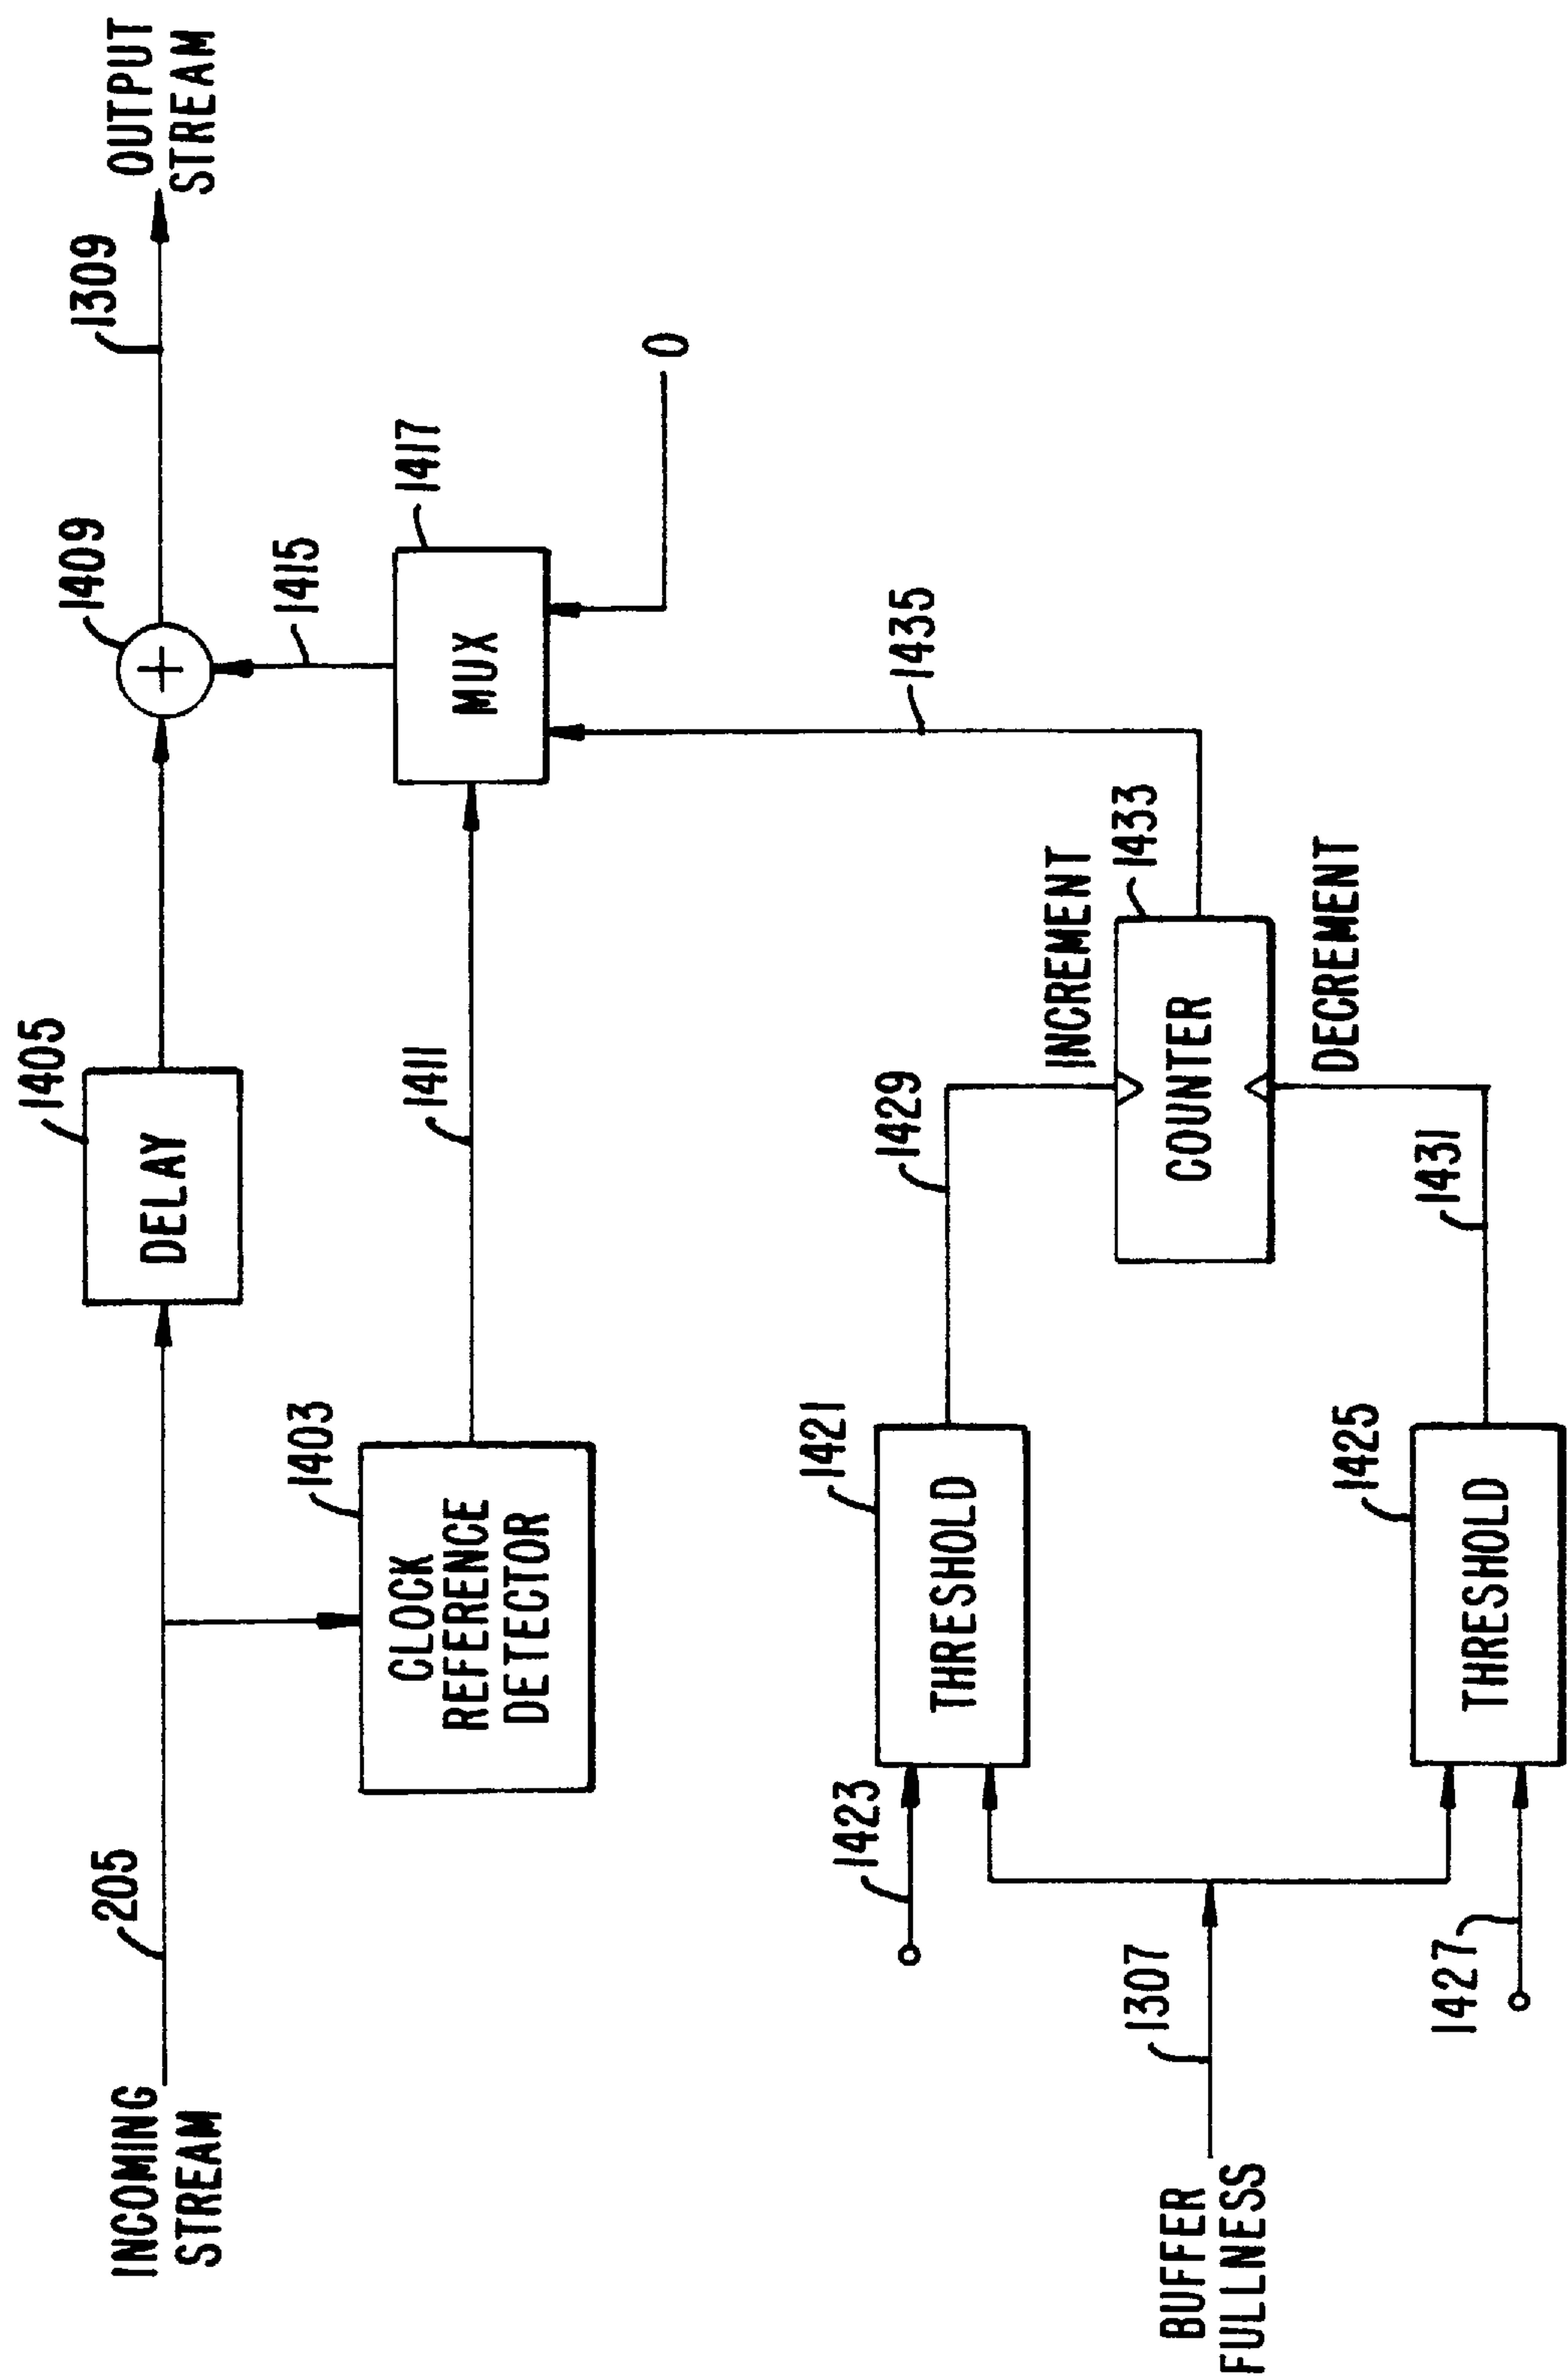 INCOMING
STREAM
205
DELAY
1405
1409
+
1309
OUTPUT
STREAM
CLOCK
REFERENCE
DETECTOR
1403
1411
MUX
1415
1417
0
1435
BUFFER
FULLNESS
1307
1423
THRESHOLD
1421
1429
INCREMENT
COUNTER
1433
DECREMENT
1427
THRESHOLD
1425
1431